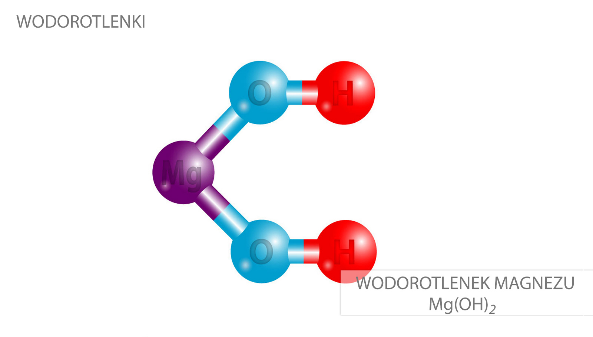 WODOROTLENKI
O H
Mg
O H
WODOROTLENEK MAGNEZU
Mg(OH)₂